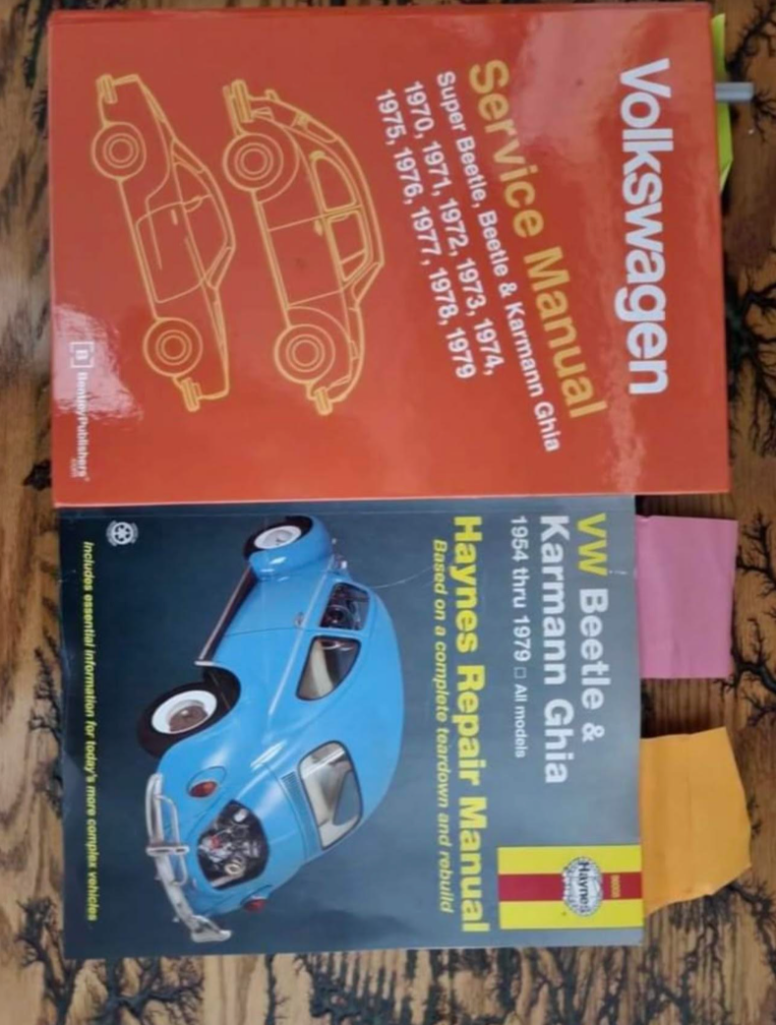 Volkswagen
Service Manual
Super Beetle, Beetle & Karmann Ghia
1970, 1971, 1972, 1973, 1974,
1975, 1976, 1977, 1978, 1979
B BentleyPublishers™
.com
VW Beetle &
Karmann Ghia
1954 thru 1979 □ All models
Haynes Repair Manual
Based on a complete teardown and rebuild
Haynes
Includes essential information for today's more complex vehicles